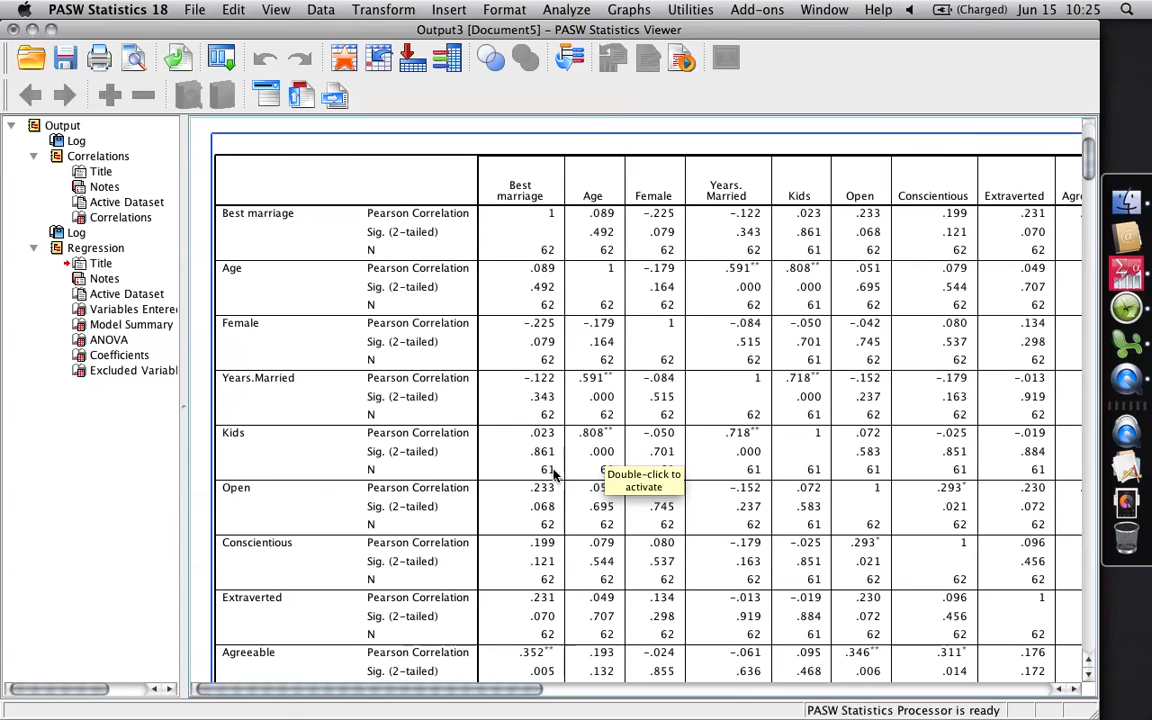 PASW Statistics 18 File Edit View Data Transform Insert Format Analyze Graphs Utilities Add-ons Window Help (Charged) Jun 15 10:25
Output3 [Document5] – PASW Statistics Viewer
Output
Log
Correlations
Title
Notes
Active Dataset
Correlations
Log
Regression
Title
Notes
Active Dataset
Variables Entere
Model Summary
ANOVA
Coefficients
Excluded Variabl
Best marriage Age Female Years. Married Kids Open Conscientious Extraverted Agre
Best marriage Pearson Correlation 1 .089 –.225 –.122 .023 .233 .199 .231
Sig. (2-tailed) .492 .079 .343 .861 .068 .121 .070
N 62 62 62 62 61 62 62 62
Age Pearson Correlation .089 1 –.179 .591** .808** .051 .079 .049
Sig. (2-tailed) .492 .164 .000 .000 .695 .544 .707
N 62 62 62 62 61 62 62 62
Female Pearson Correlation –.225 –.179 1 –.084 –.050 –.042 .080 .134
Sig. (2-tailed) .079 .164 .515 .701 .745 .537 .298
N 62 62 62 62 61 62 62 62
Years.Married Pearson Correlation –.122 .591** –.084 1 .718** –.152 –.179 –.013
Sig. (2-tailed) .343 .000 .515 .000 .237 .163 .919
N 62 62 62 62 61 62 62 62
Kids Pearson Correlation .023 .808** –.050 .718** 1 .072 –.025 –.019
Sig. (2-tailed) .861 .000 .701 .000 .583 .851 .884
N 61 61 61 61 61 61
Double-click to
activate
Open Pearson Correlation .233 –.152 .072 1 .293* .230
Sig. (2-tailed) .068 .695 .745 .237 .583 .021 .072
N 62 62 62 62 61 62 62 62
Conscientious Pearson Correlation .199 .079 .080 –.179 –.025 .293* 1 .096
Sig. (2-tailed) .121 .544 .537 .163 .851 .021 .456
N 62 62 62 62 61 62 62 62
Extraverted Pearson Correlation .231 .049 .134 –.013 –.019 .230 .096 1
Sig. (2-tailed) .070 .707 .298 .919 .884 .072 .456
N 62 62 62 62 61 62 62 62
Agreeable Pearson Correlation .352** .193 –.024 –.061 .095 .346** .311* .176
Sig. (2-tailed) .005 .132 .855 .636 .468 .006 .014 .172
PASW Statistics Processor is ready